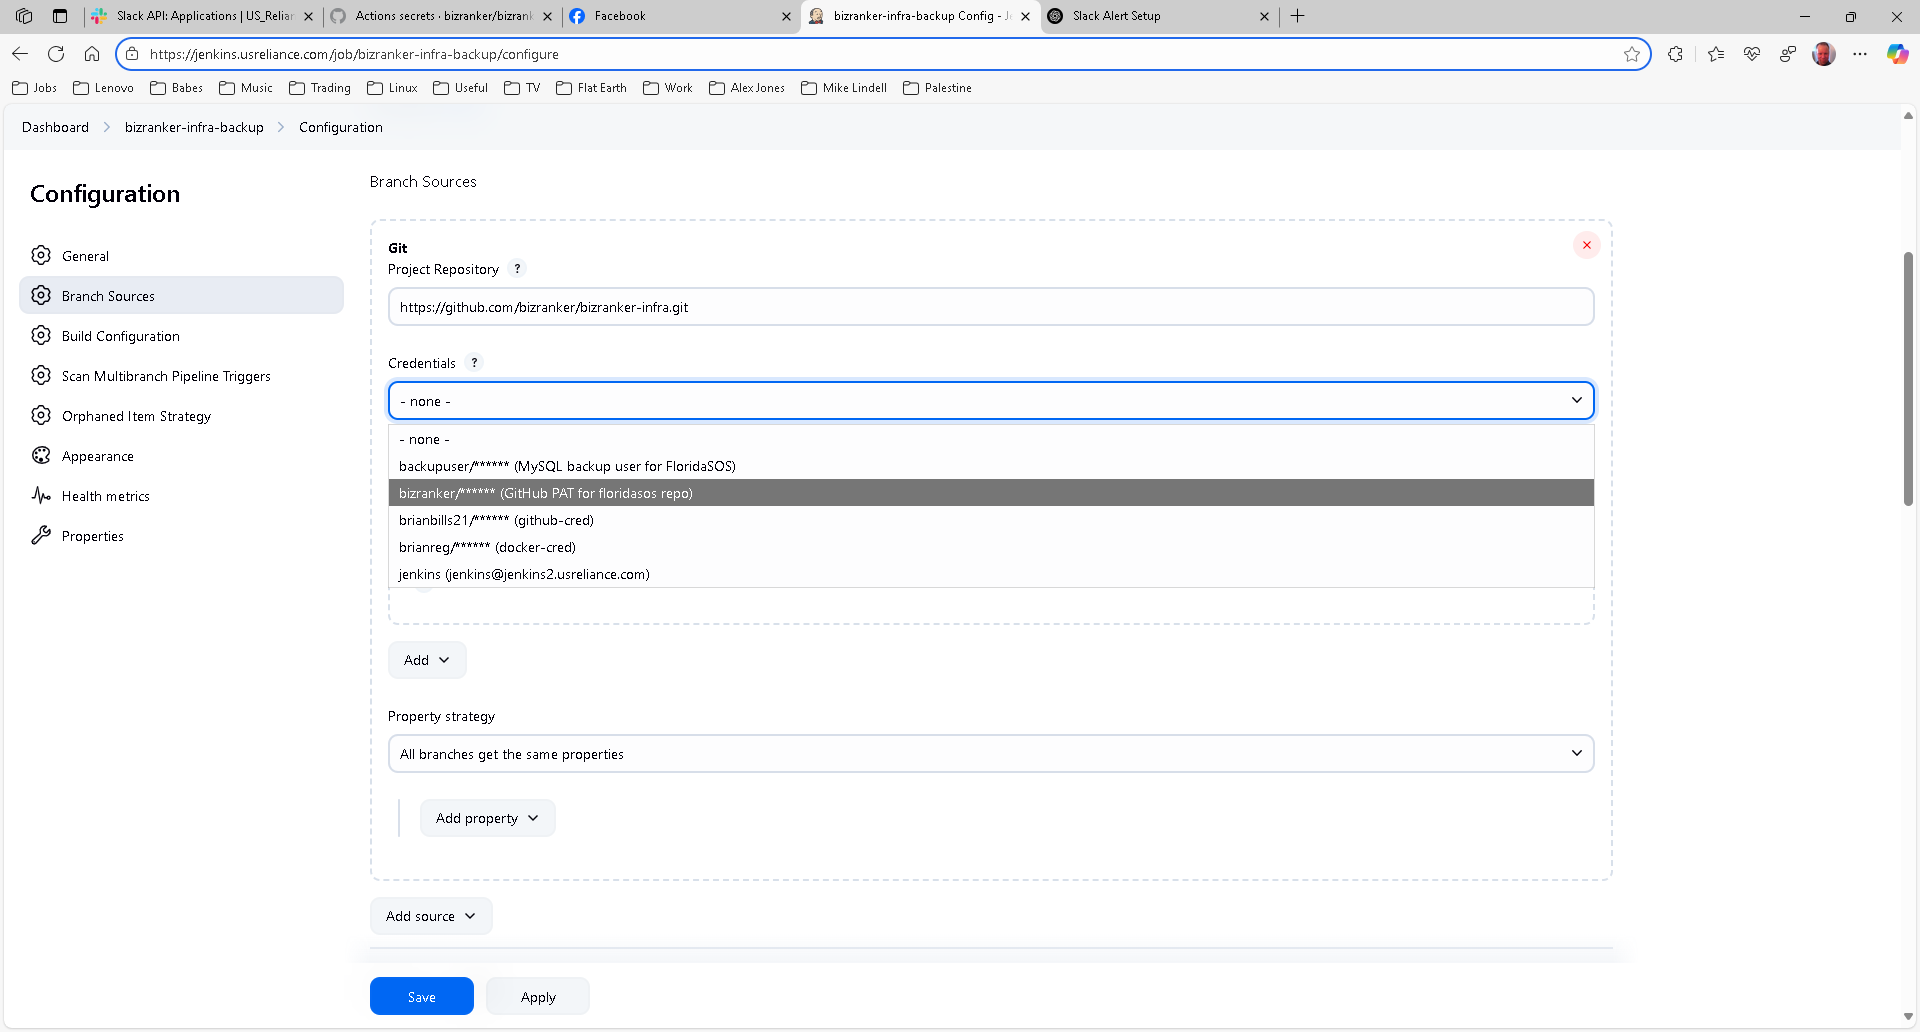 Slack API: Applications | US_Relian
Actions secrets · bizranker/bizrank
Facebook
bizranker-infra-backup Config - Je
Slack Alert Setup
https://jenkins.usreliance.com/job/bizranker-infra-backup/configure
Jobs
Lenovo
Babes
Music
Trading
Linux
Useful
TV
Flat Earth
Work
Alex Jones
Mike Lindell
Palestine
Dashboard
bizranker-infra-backup
Configuration
Configuration
General
Branch Sources
Build Configuration
Scan Multibranch Pipeline Triggers
Orphaned Item Strategy
Appearance
Health metrics
Properties
Branch Sources
Git
Project Repository ?
https://github.com/bizranker/bizranker-infra.git
Credentials ?
- none -
- none -
backupuser/****** (MySQL backup user for FloridaSOS)
bizranker/****** (GitHub PAT for floridasos repo)
brianbills21/****** (github-cred)
brianreg/****** (docker-cred)
jenkins (jenkins@jenkins2.usreliance.com)
Add
Property strategy
All branches get the same properties
Add property
Add source
Save
Apply